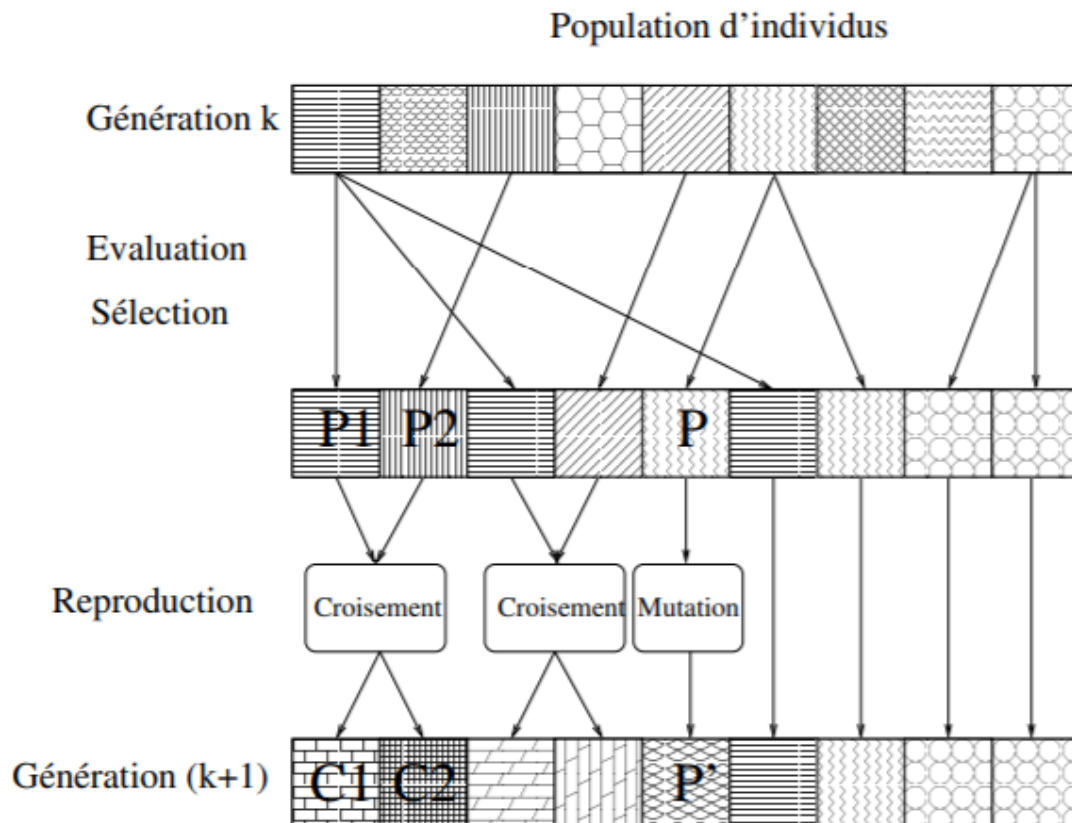 Population d'individus
Génération k
Evaluation
Sélection
P1 P2 P
Reproduction
Croisement Croisement Mutation
Génération (k+1)
C1 C2 P'